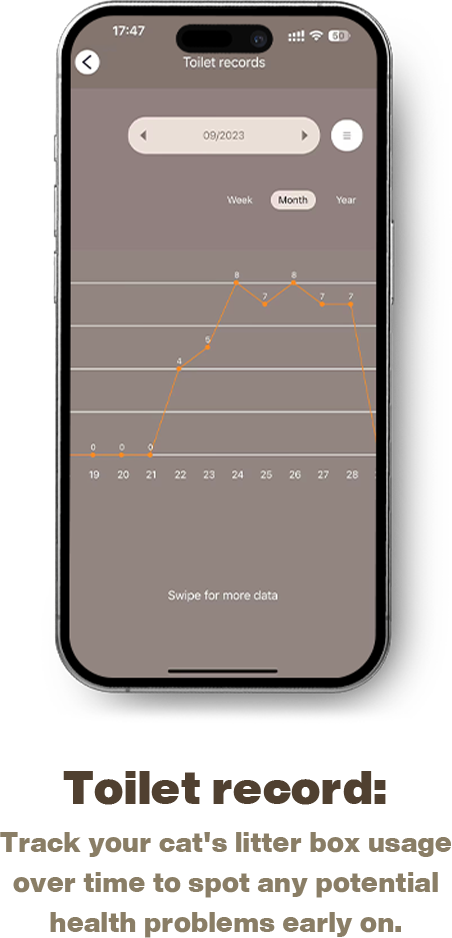 17:47
60
Toilet records
09/2023
Week Month Year
8 8
7 7 7
5
4
0 0 0
19 20 21 22 23 24 25 26 27 28
Swipe for more data
Toilet record:
Track your cat's litter box usage
over time to spot any potential
health problems early on.